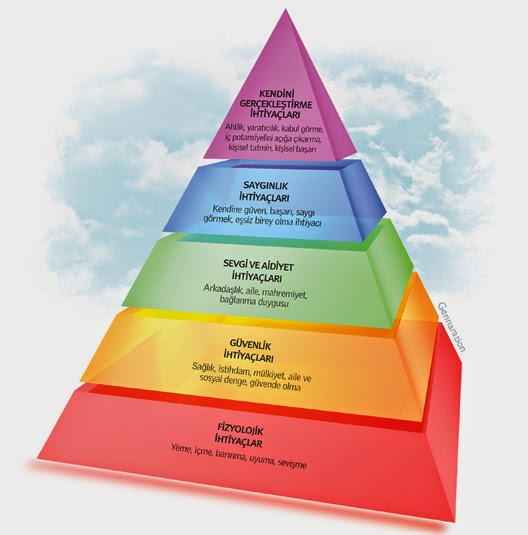 KENDİNİ
GERÇEKLEŞTİRME
İHTİYAÇLARI
Ahlâk, yaratıcılık, kabul görme,
iç potansiyelini açığa çıkarma,
kişisel tatmin, kişisel başarı
SAYGINLIK
İHTİYAÇLARI
Kendine güven, başarı, saygı
görmek, eşsiz birey olma ihtiyacı
SEVGİ VE AİDİYET
İHTİYAÇLARI
Arkadaşlık, aile, mahremiyet,
bağlanma duygusu
GÜVENLİK
İHTİYAÇLARI
Sağlık, istihdam, mülkiyet, aile ve
sosyal denge, güvende olma
FİZYOLOJİK
İHTİYAÇLAR
Yeme, içme, barınma, uyuma, sevişme
Gennaration